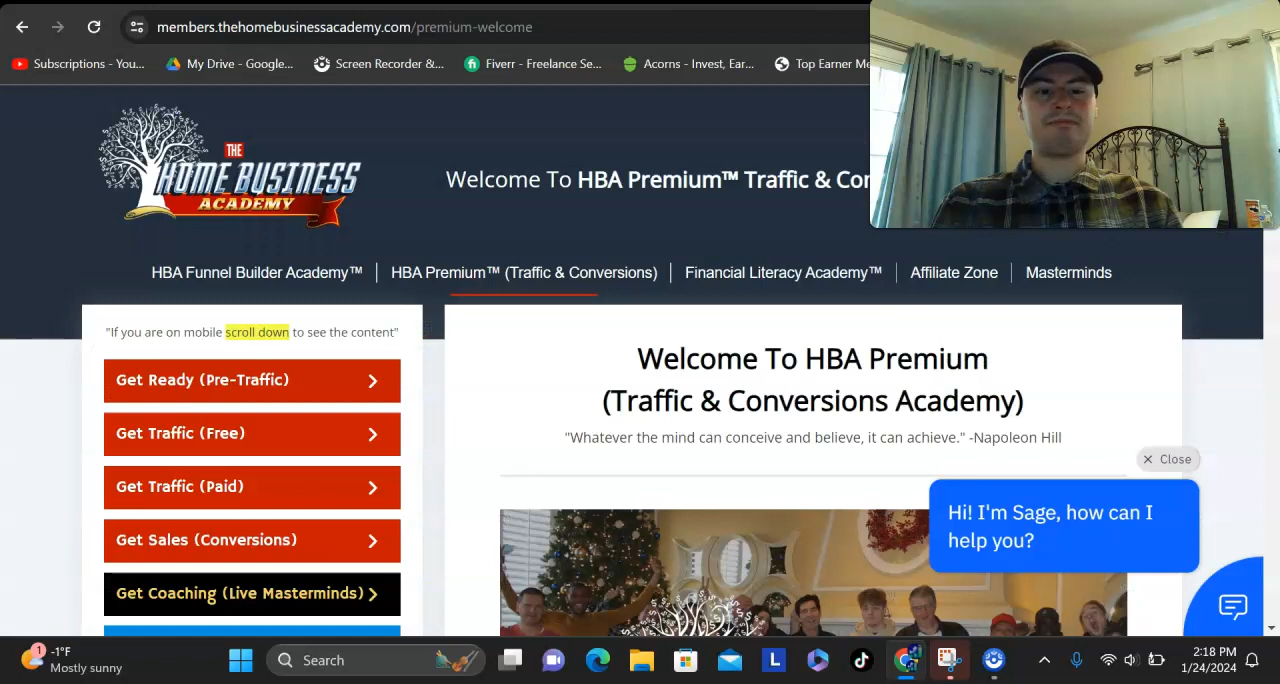 members.thehomebusinessacademy.com/premium-welcome
Subscriptions - You...
My Drive - Google...
Screen Recorder &...
Fiverr - Freelance Se...
Acorns - Invest, Ear...
Top Earner Me
THE
HOME BUSINESS
ACADEMY
Welcome To HBA Premium™ Traffic & Con
HBA Funnel Builder Academy™
HBA Premium™ (Traffic & Conversions)
Financial Literacy Academy™
Affiliate Zone
Masterminds
"If you are on mobile scroll down to see the content"
Get Ready (Pre-Traffic)
Get Traffic (Free)
Get Traffic (Paid)
Get Sales (Conversions)
Get Coaching (Live Masterminds)
Welcome To HBA Premium
(Traffic & Conversions Academy)
"Whatever the mind can conceive and believe, it can achieve." -Napoleon Hill
Close
Hi! I'm Sage, how can I
help you?
1
-1°F
Mostly sunny
Search
L
2:18 PM
1/24/2024